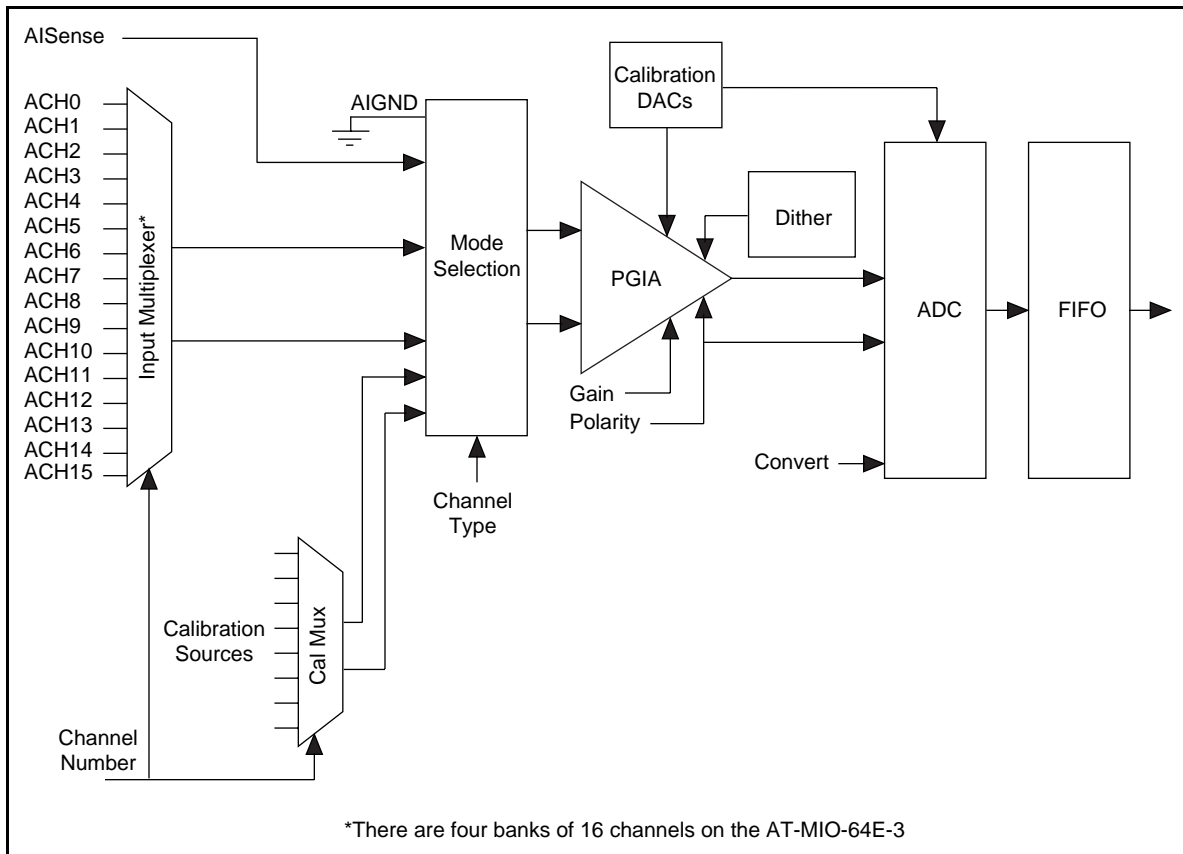 AISense
ACH0
ACH1
ACH2
ACH3
ACH4
ACH5
ACH6
ACH7
ACH8
ACH9
ACH10
ACH11
ACH12
ACH13
ACH14
ACH15
Input Multiplexer*
AIGND
Mode
Selection
Channel
Type
Calibration
DACs
Dither
PGIA
Gain
Polarity
Convert
ADC
FIFO
Calibration
Sources
Cal Mux
Channel
Number
*There are four banks of 16 channels on the AT-MIO-64E-3